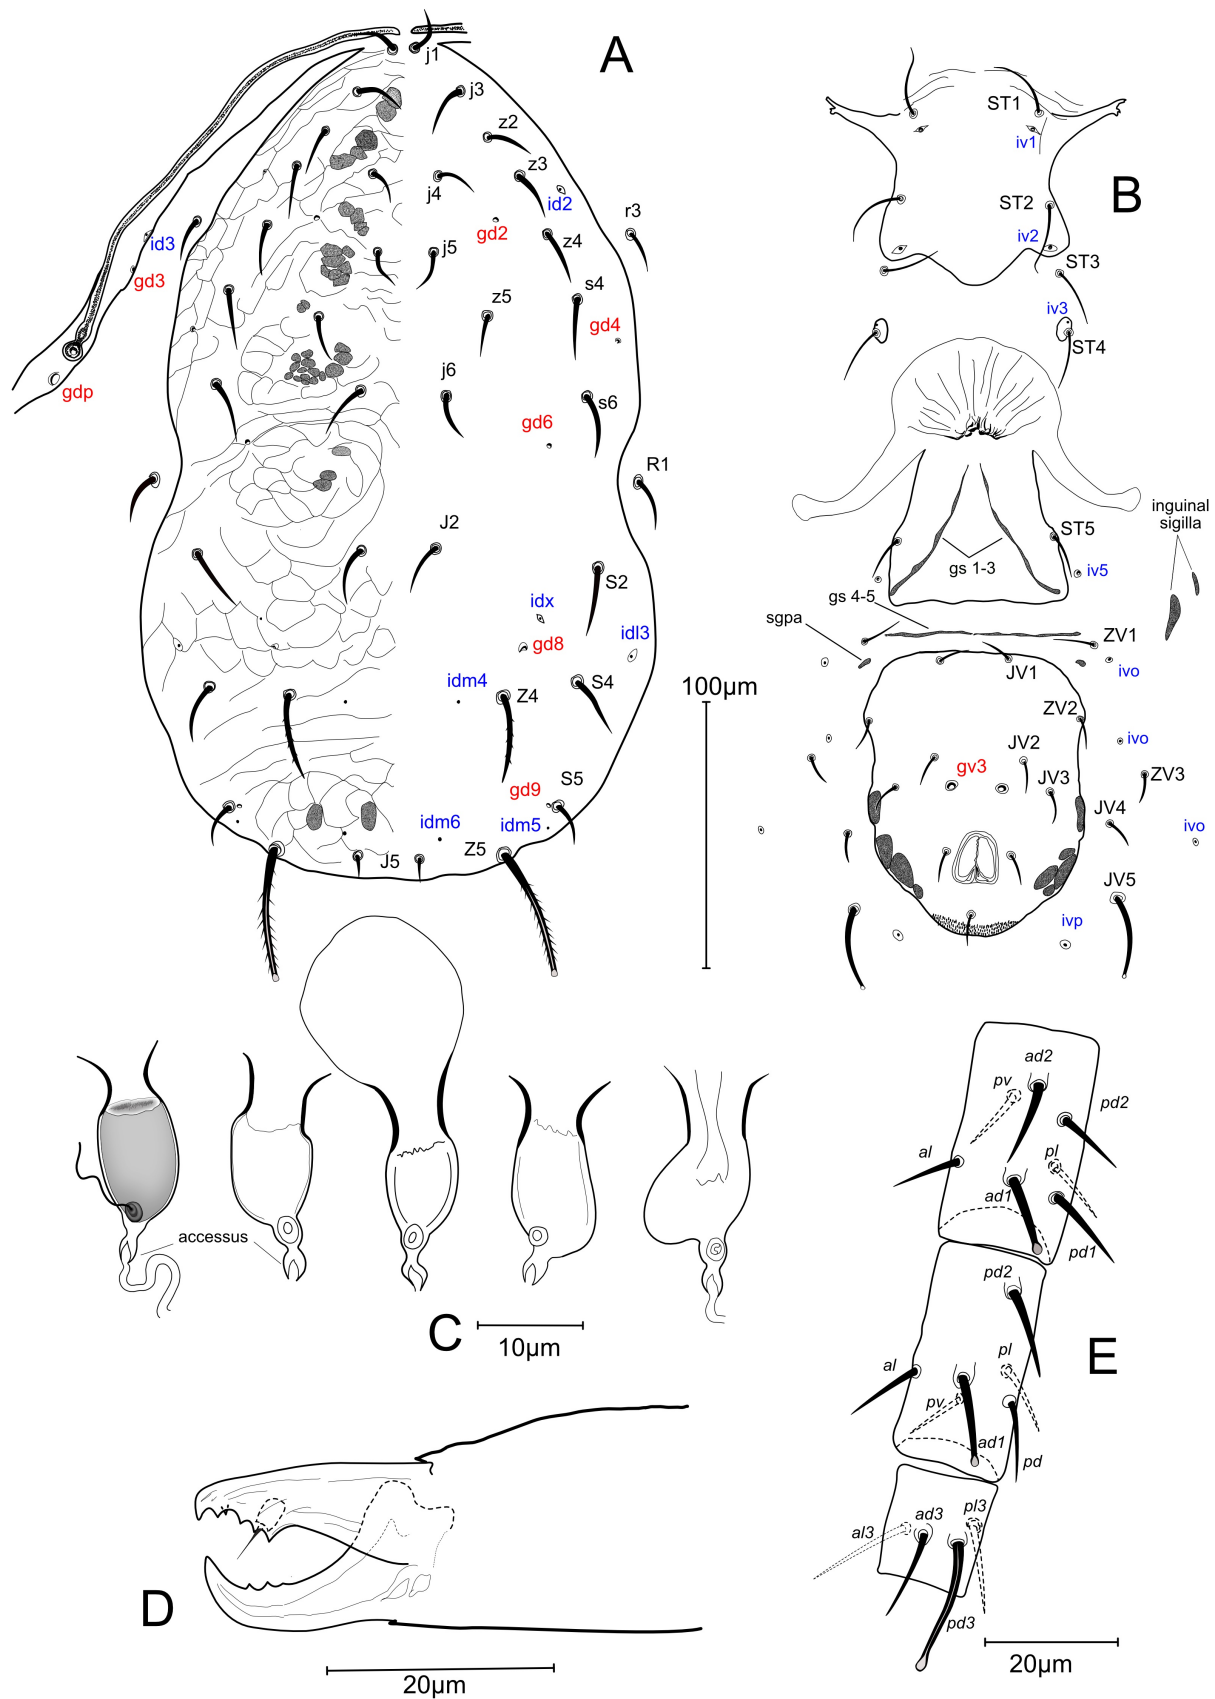 A
j1
j3
z2
z3
j4
id2
r3
gd2
id3
z4
j5
gd3
s4
z5
gd4
j6
gdp
s6
gd6
R1
J2
S2
idx
idl3
gd8
idm4
Z4
S4
gd9
S5
idm6
idm5
J5
Z5
100µm
B
ST1
iv1
ST2
iv2
ST3
iv3
ST4
inguinal
sigilla
ST5
gs 1-3
iv5
gs 4-5
sgpa
ZV1
JV1
ivo
ZV2
JV2
ivo
gv3
JV3
ZV3
JV4
ivo
JV5
ivp
accessus
C
10µm
D
20µm
ad2
pv
pd2
al
pl
ad1
pd1
pd2
E
al
pl
pv
ad1
pd
ad3
pl3
al3
pd3
20µm